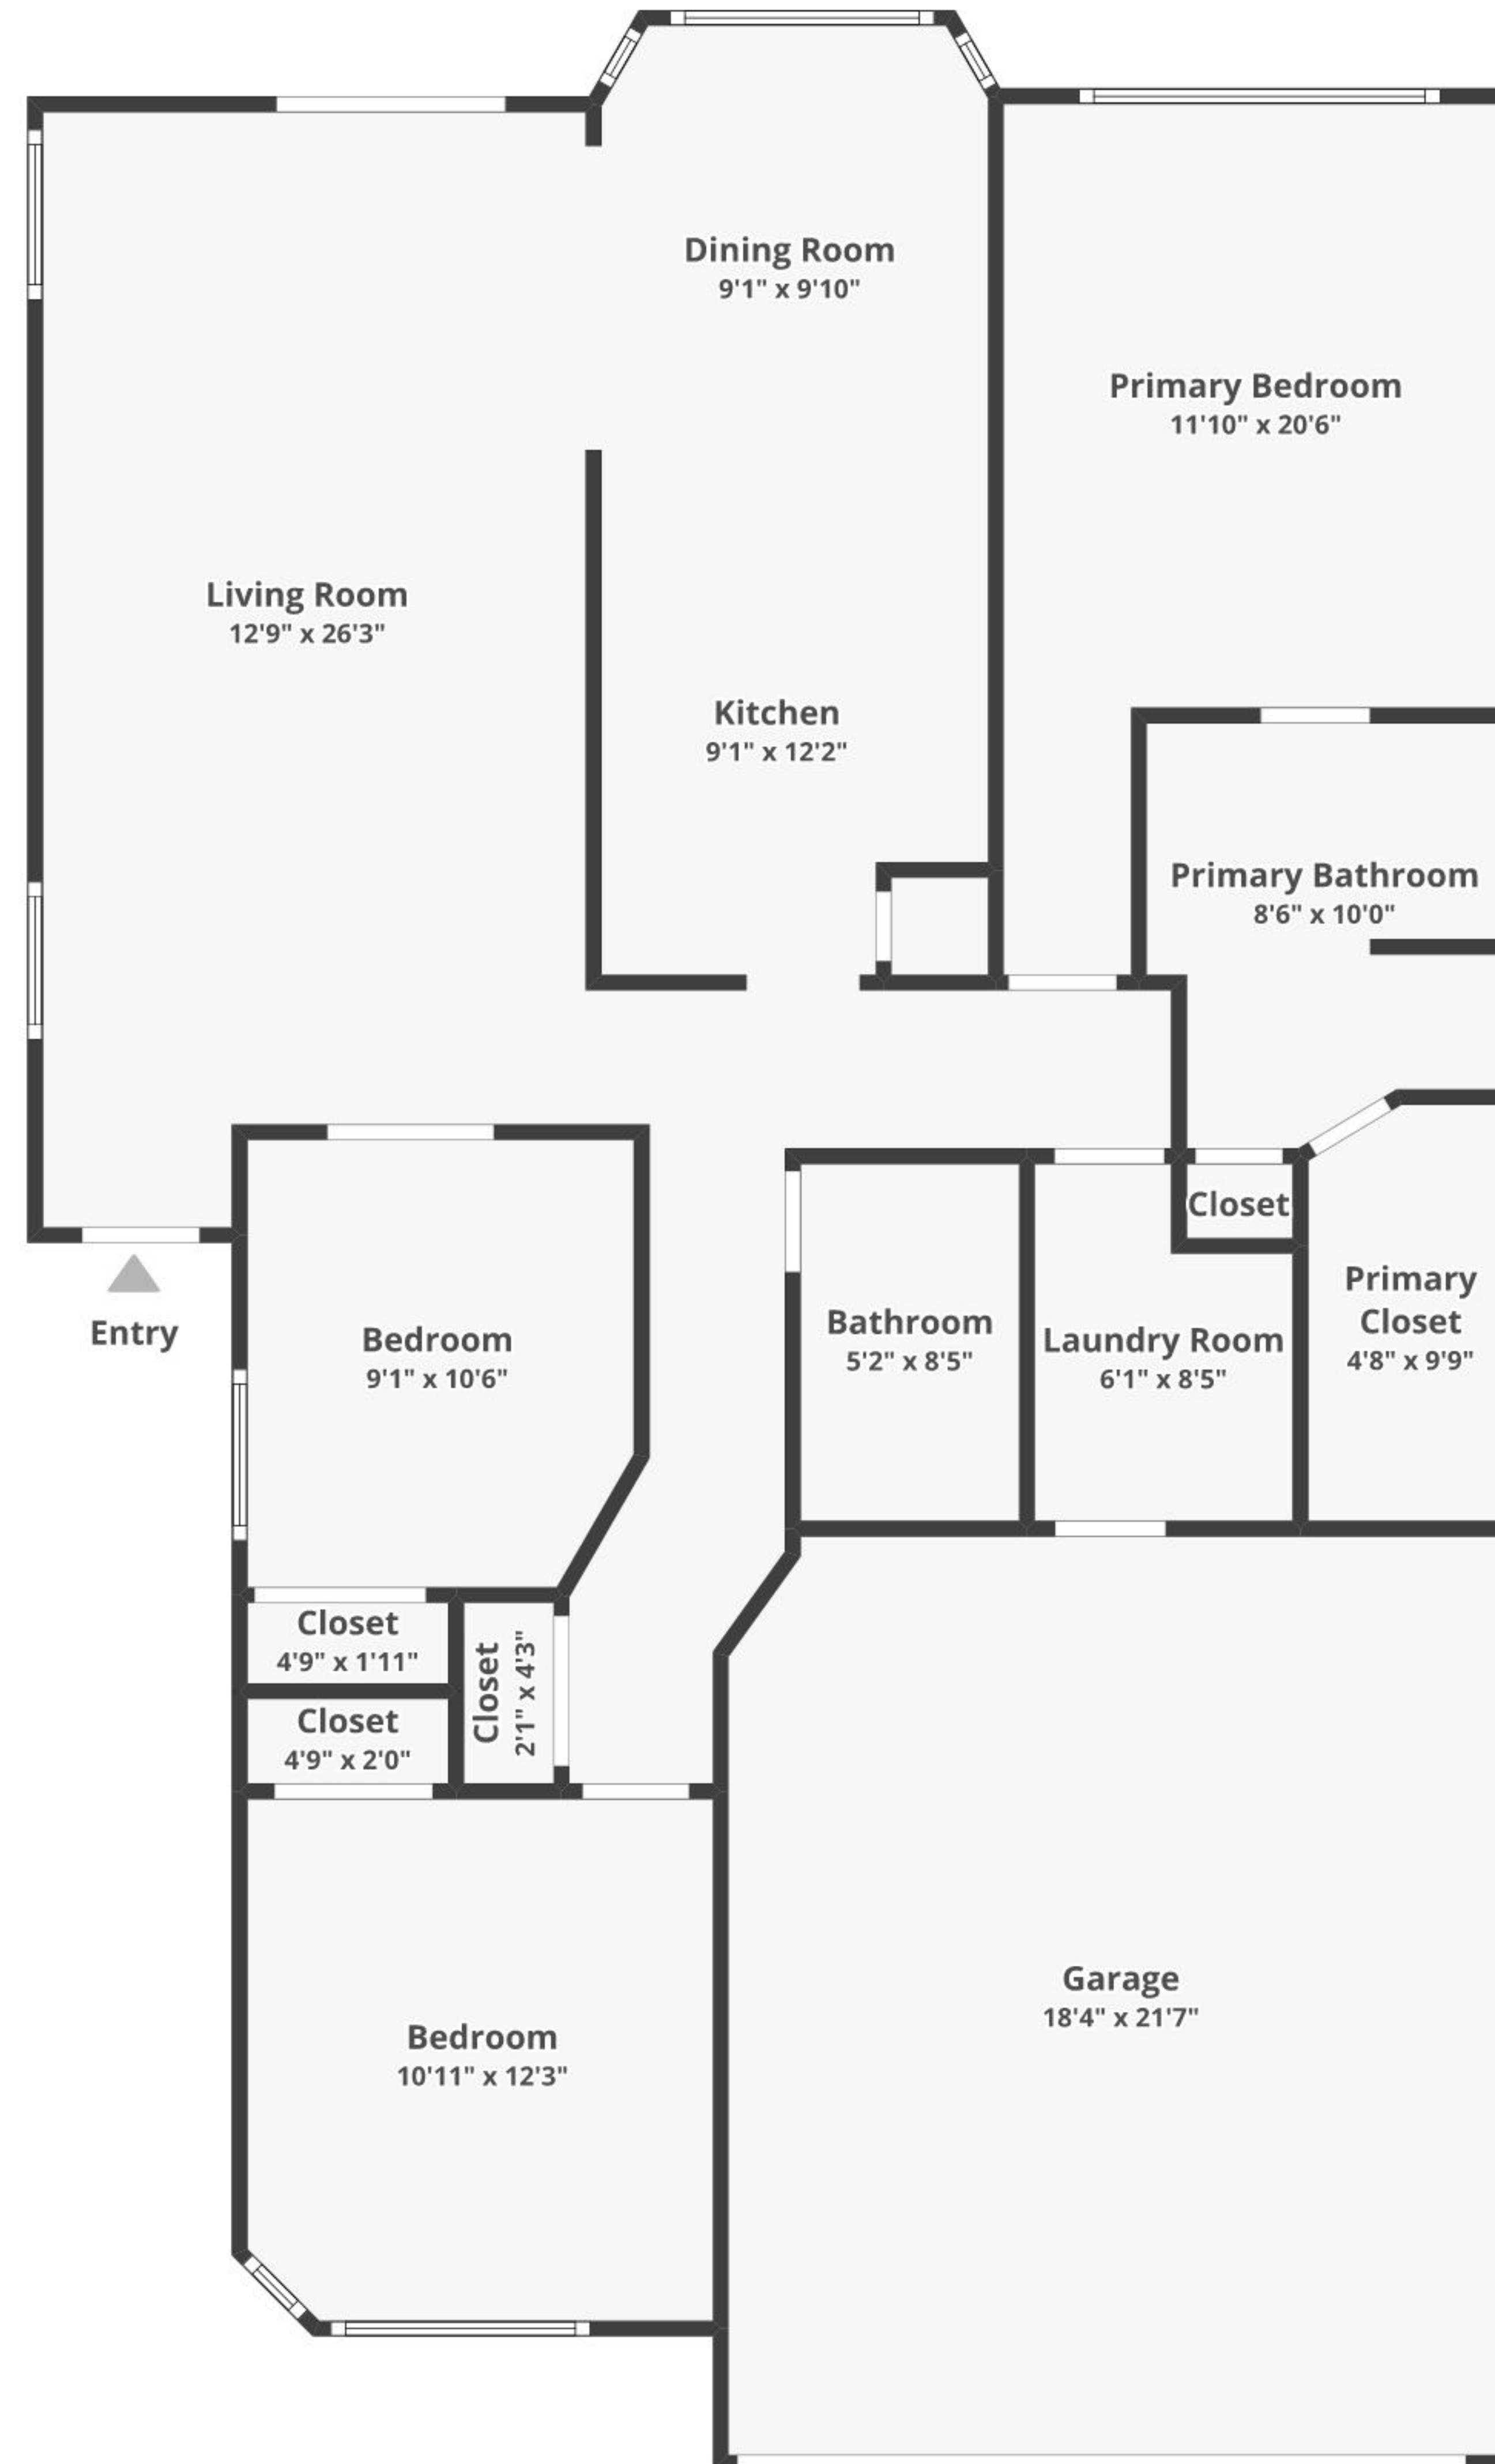 Dining Room
9'1" x 9'10"
Primary Bedroom
11'10" x 20'6"
Living Room
12'9" x 26'3"
Kitchen
9'1" x 12'2"
Primary Bathroom
8'6" x 10'0"
Closet
Primary
Closet
4'8" x 9'9"
Entry
Bedroom
9'1" x 10'6"
Bathroom
5'2" x 8'5"
Laundry Room
6'1" x 8'5"
Closet
4'9" x 1'11"
Closet
2'1" x 4'3"
Closet
4'9" x 2'0"
Garage
18'4" x 21'7"
Bedroom
10'11" x 12'3"